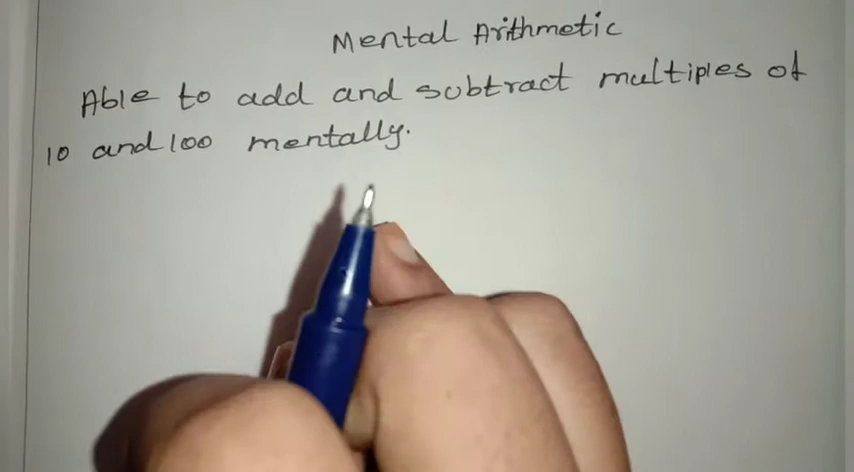 Mental Arithmetic
Able to add and subtract multiples of
10 and 100 mentally.